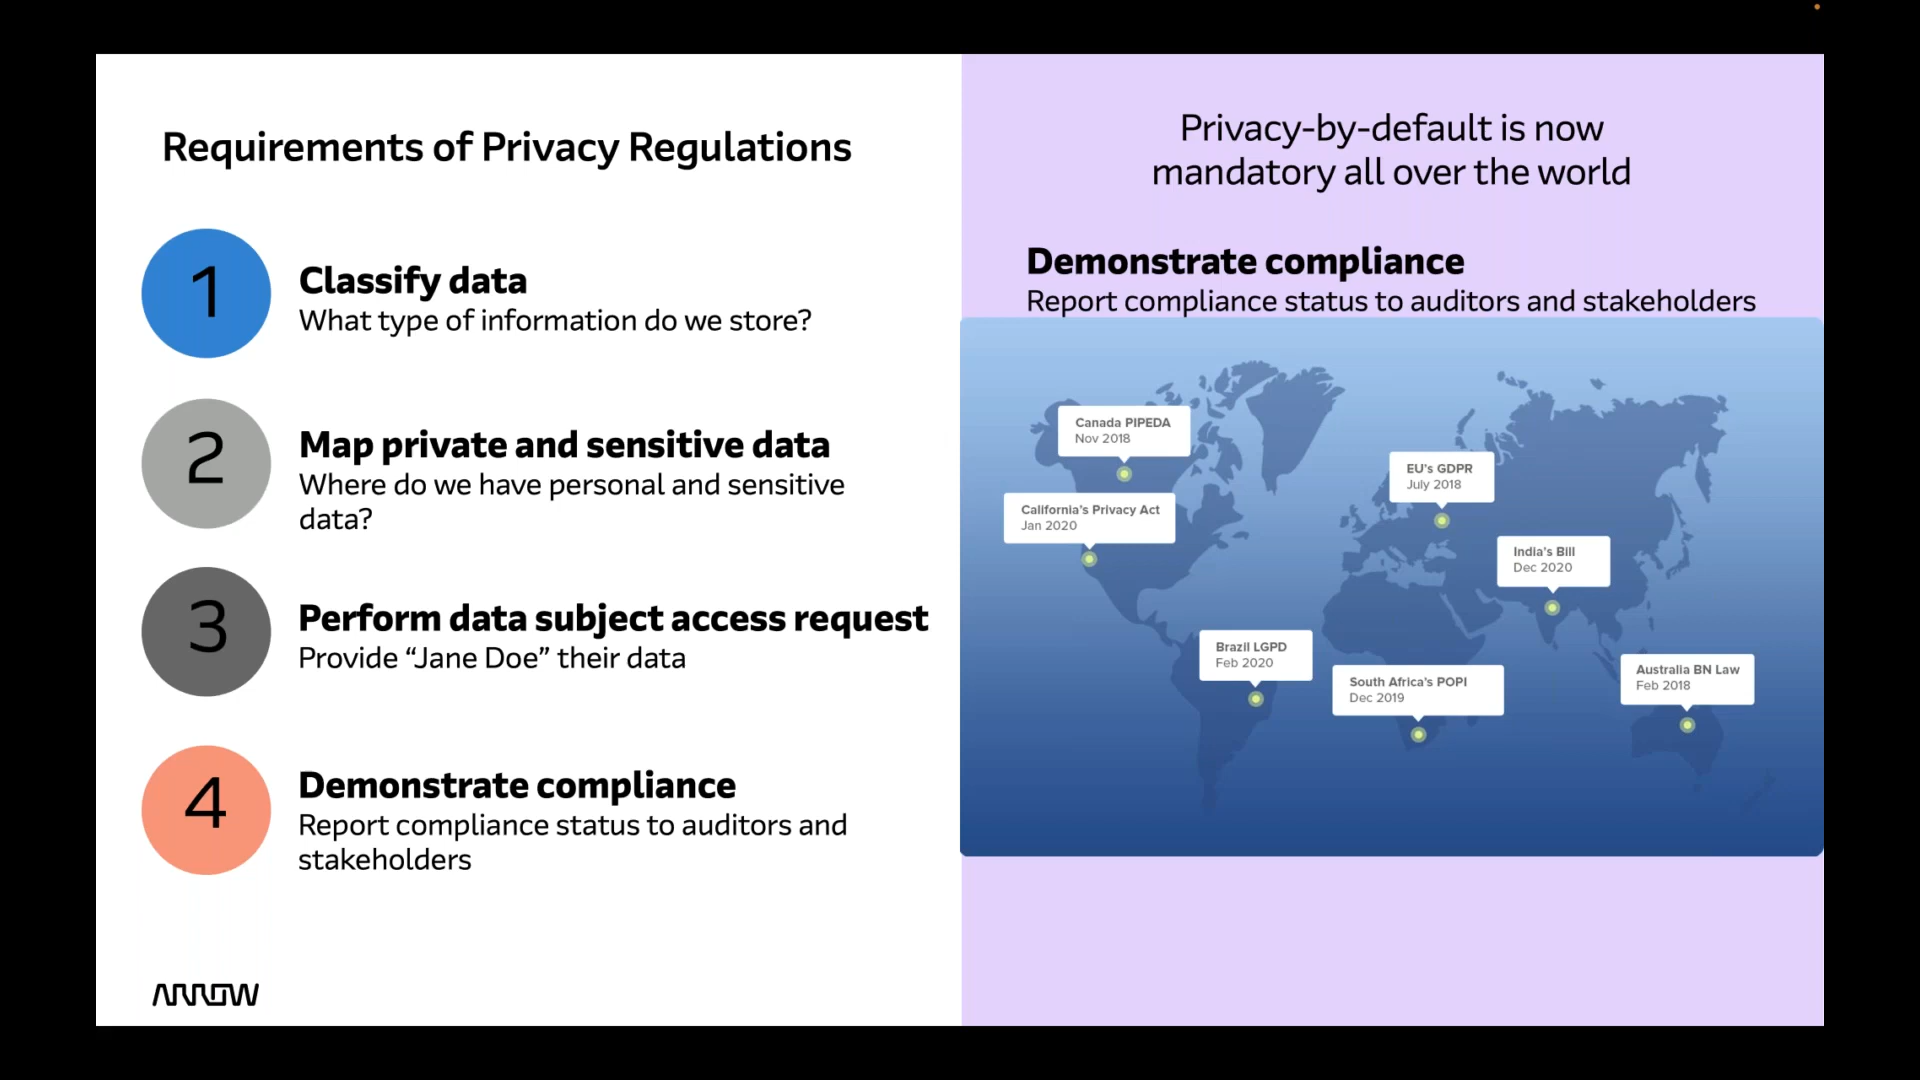 Requirements of Privacy Regulations
1
Classify data
What type of information do we store?
2
Map private and sensitive data
Where do we have personal and sensitive
data?
3
Perform data subject access request
Provide “Jane Doe” their data
4
Demonstrate compliance
Report compliance status to auditors and
stakeholders
ARROW
Privacy-by-default is now
mandatory all over the world
Demonstrate compliance
Report compliance status to auditors and stakeholders
Canada PIPEDA
Nov 2018
EU's GDPR
July 2018
California's Privacy Act
Jan 2020
India's Bill
Dec 2020
Brazil LGPD
Feb 2020
South Africa's POPI
Dec 2019
Australia BN Law
Feb 2018